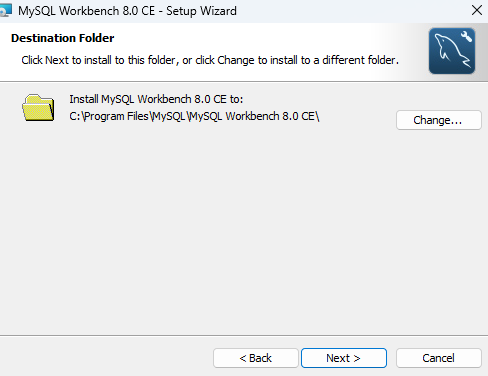 MySQL Workbench 8.0 CE - Setup Wizard
Destination Folder
Click Next to install to this folder, or click Change to install to a different folder.
Install MySQL Workbench 8.0 CE to:
C:\Program Files\MySQL\MySQL Workbench 8.0 CE\
Change...
< Back
Next >
Cancel